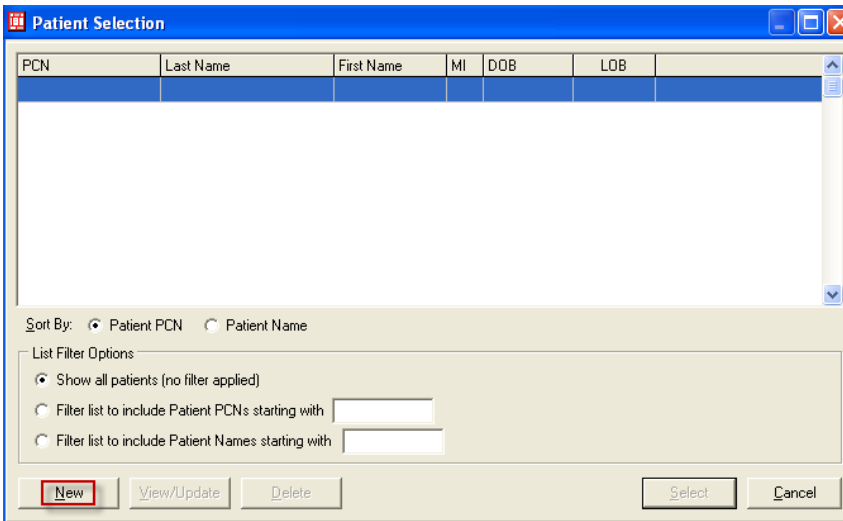 Patient Selection
PCN Last Name First Name MI DOB LOB
Sort By: Patient PCN Patient Name
List Filter Options
Show all patients (no filter applied)
Filter list to include Patient PCNs starting with
Filter list to include Patient Names starting with
New View/Update Delete Select Cancel